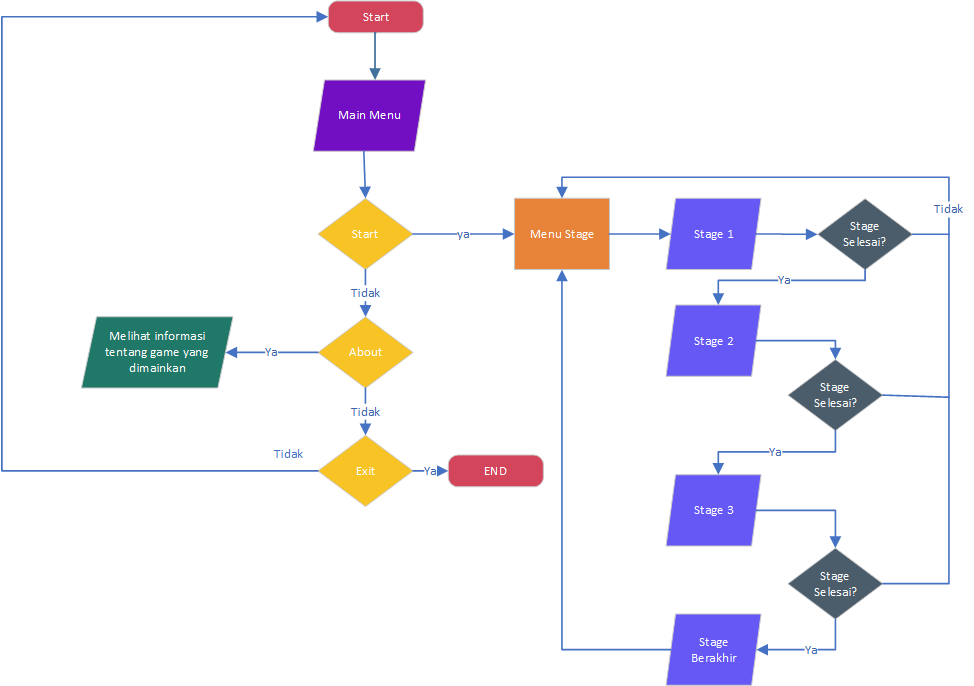 Start
Main Menu
Start
ya
Menu Stage
Stage 1
Stage
Selesai?
Tidak
Ya
Tidak
Stage 2
Melihat informasi
tentang game yang
dimainkan
Ya
About
Stage
Selesai?
Tidak
Ya
Tidak
Exit
Ya
END
Stage 3
Stage
Selesai?
Ya
Stage
Berakhir